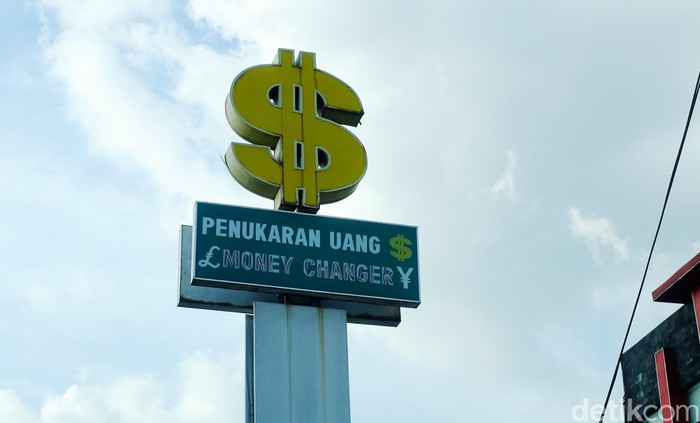 $
PENUKARAN UANG $
£ MONEY CHANGER ¥
detikcom